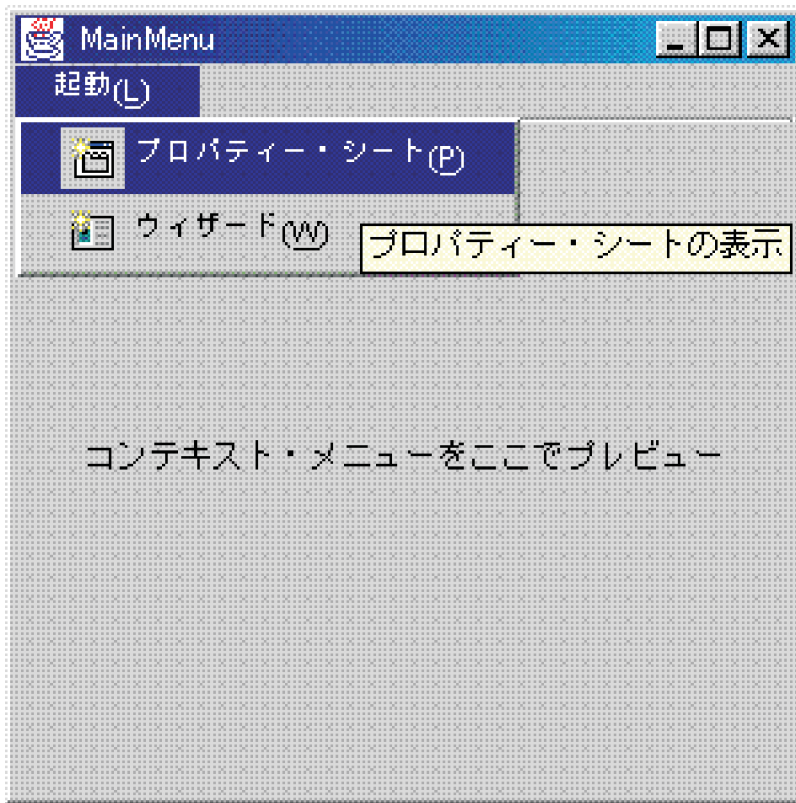 MainMenu
起動(L)
プロパティー・シート(P)
ウィザード(W)
プロパティー・シートの表示
コンテキスト・メニューをここでプレビュー